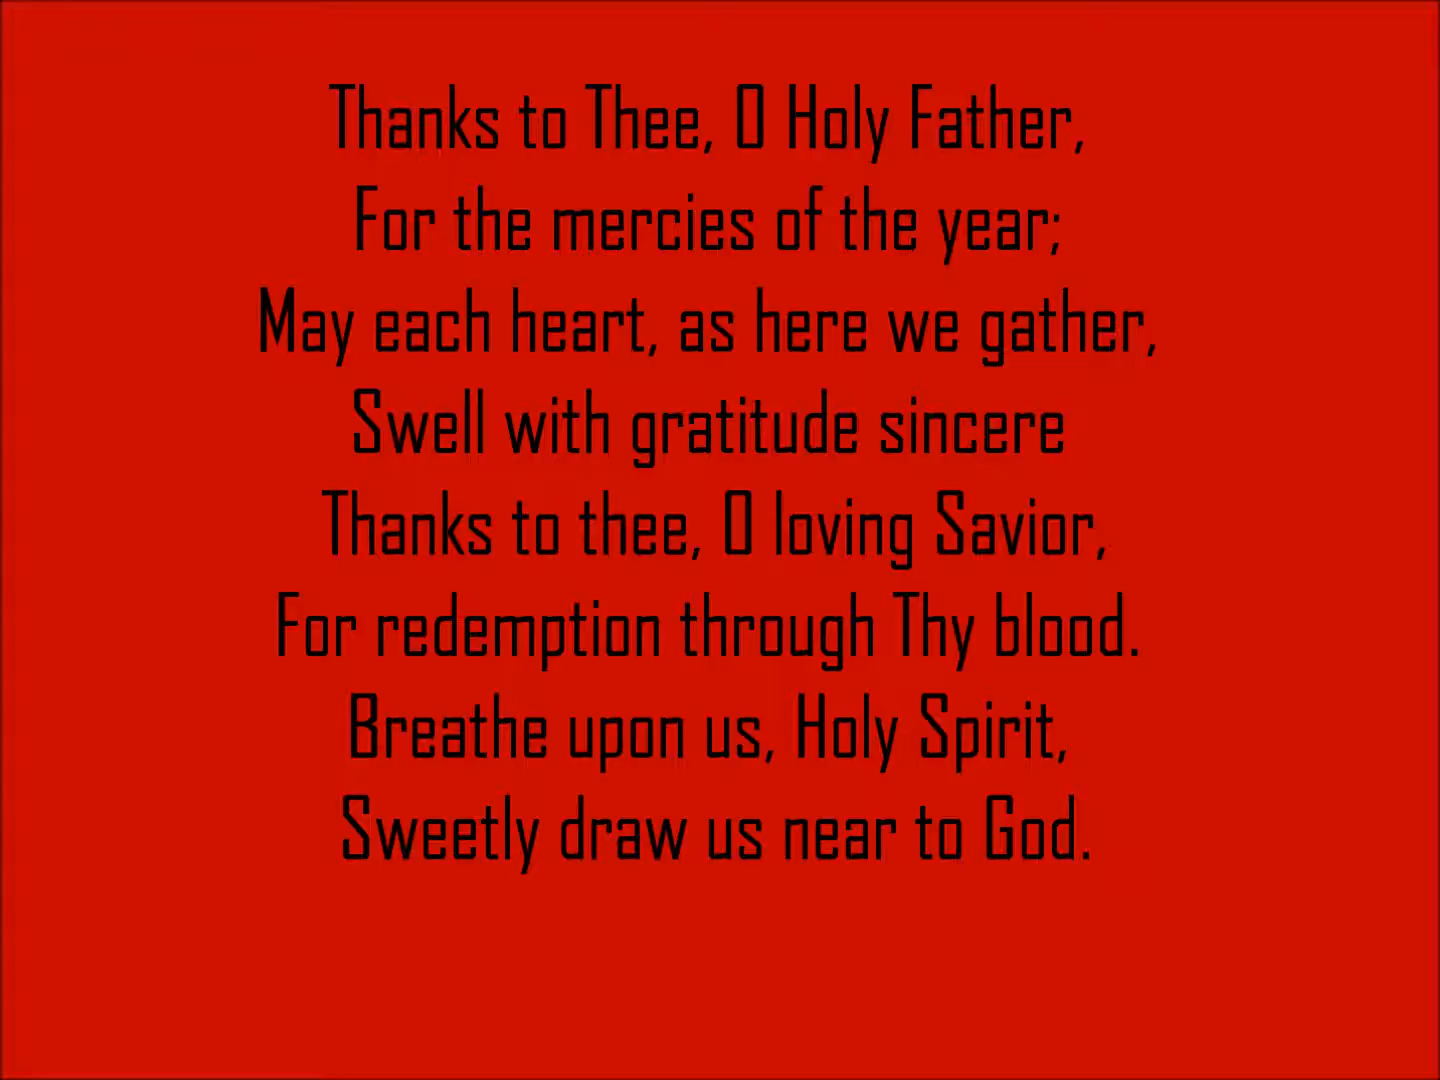 Thanks to Thee, O Holy Father,
For the mercies of the year;
May each heart, as here we gather,
Swell with gratitude sincere
Thanks to thee, O loving Savior,
For redemption through Thy blood.
Breathe upon us, Holy Spirit,
Sweetly draw us near to God.